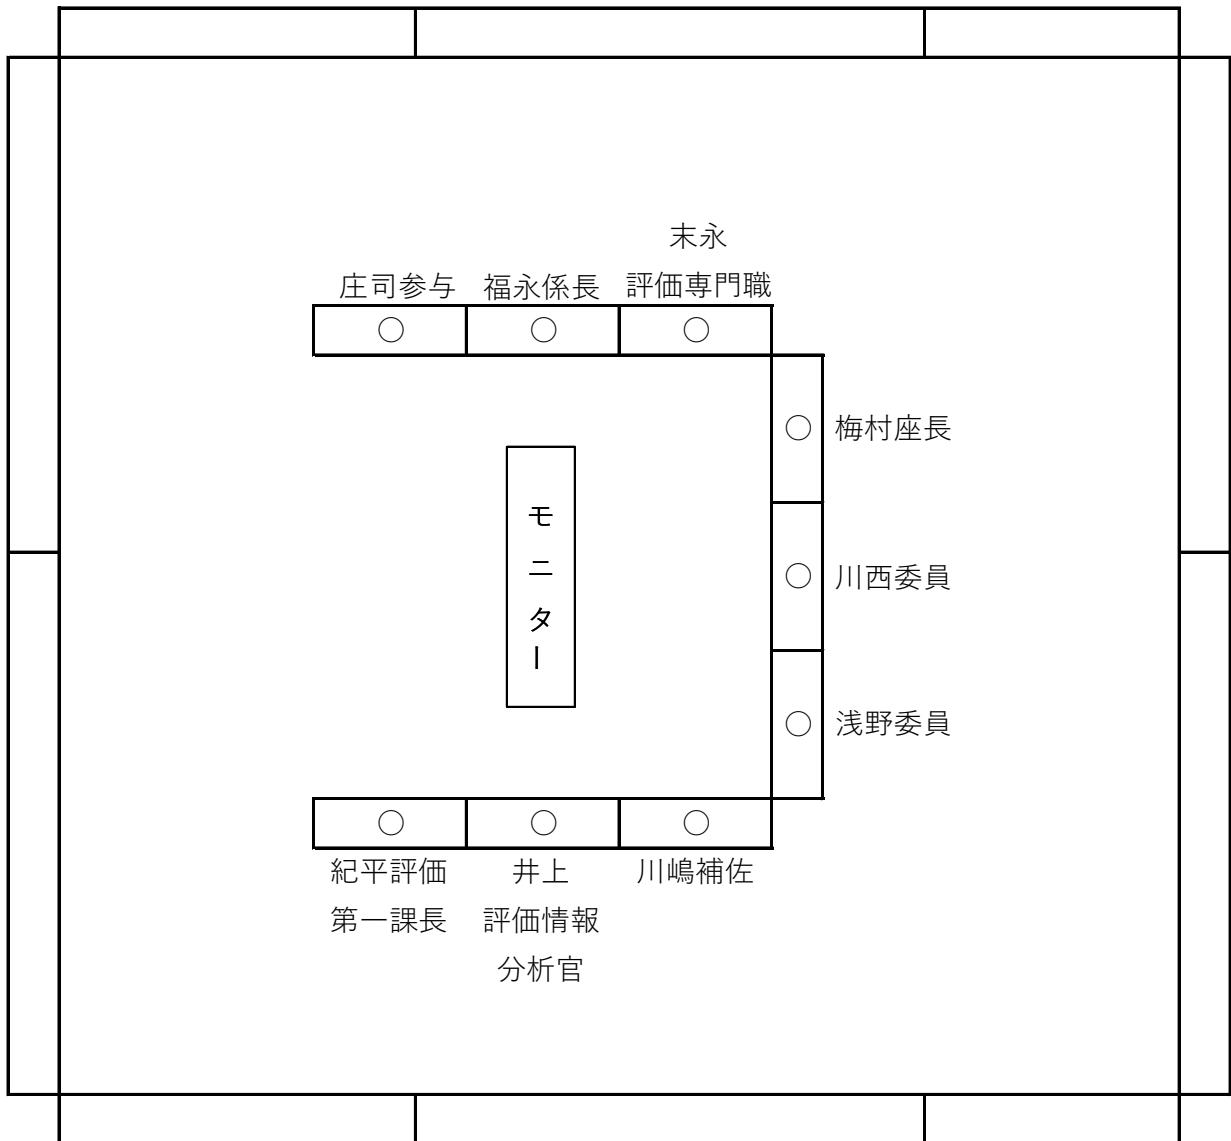 末永
庄司参与 福永係長 評価専門職
○ ○ ○
○ 梅村座長
モニター
○ 川西委員
○ 浅野委員
○ ○ ○
紀平評価 井上 川嶋補佐
第一課長 評価情報
分析官